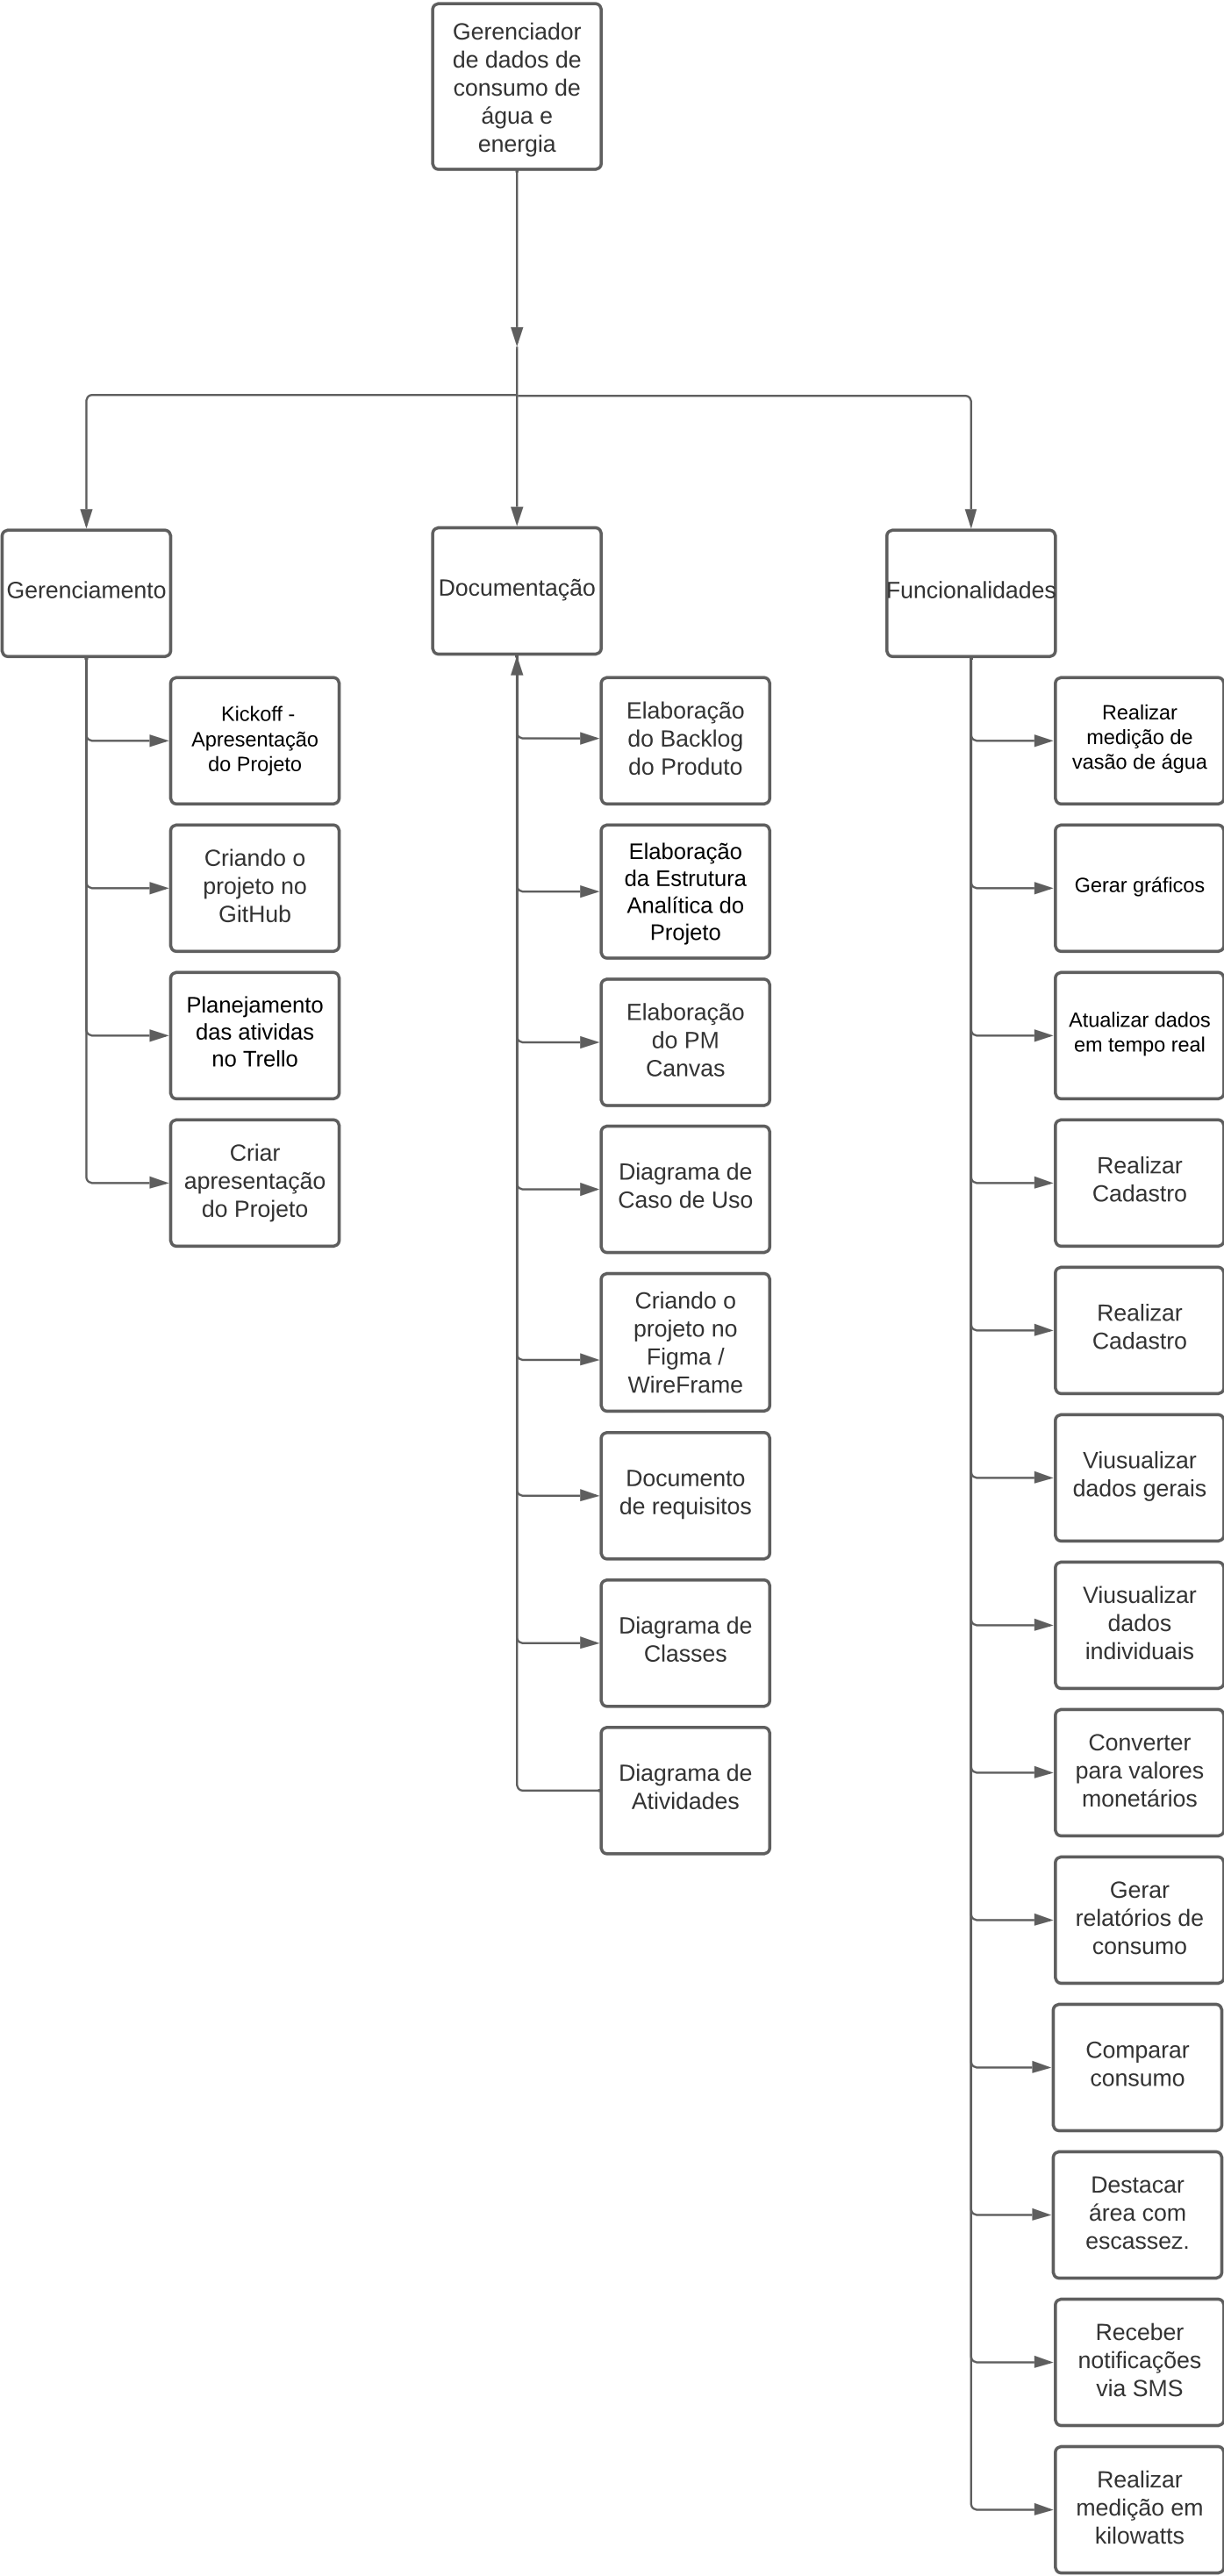 Gerenciador
de dados de
consumo de
água e
energia
Gerenciamento
Kickoff -
Apresentação
do Projeto
Criando o
projeto no
GitHub
Planejamento
das atividas
no Trello
Criar
apresentação
do Projeto
Documentação
Elaboração
do Backlog
do Produto
Elaboração
da Estrutura
Analítica do
Projeto
Elaboração
do PM
Canvas
Diagrama de
Caso de Uso
Criando o
projeto no
Figma /
WireFrame
Documento
de requisitos
Diagrama de
Classes
Diagrama de
Atividades
Funcionalidades
Realizar
medição de
vasão de água
Gerar gráficos
Atualizar dados
em tempo real
Realizar
Cadastro
Realizar
Cadastro
Viusualizar
dados gerais
Viusualizar
dados
individuais
Converter
para valores
monetários
Gerar
relatórios de
consumo
Comparar
consumo
Destacar
área com
escassez.
Receber
notificações
via SMS
Realizar
medição em
kilowatts